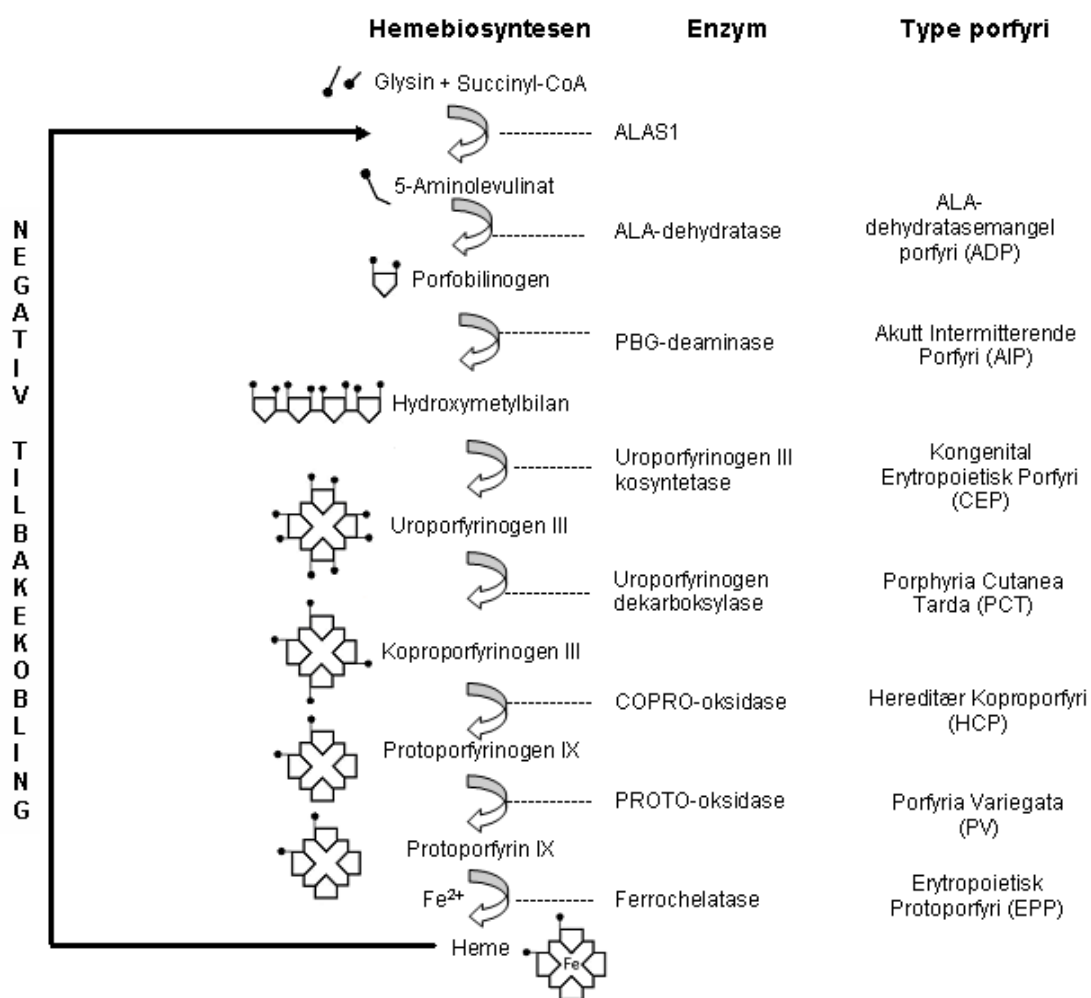 Hemebiosyntesen Enzym Type porfyri
Glysin + Succinyl-CoA
ALAS1
5-Aminolevulinat
ALA-dehydratase
ALA-
dehydratasemangel
porfyri (ADP)
Porfobilinogen
PBG-deaminase
Akutt Intermitterende
Porfyri (AIP)
Hydroxymetylbilan
Uroporfyrinogen III
kosyntetase
Kongenital
Erytropoietisk Porfyri
(CEP)
Uroporfyrinogen III
Uroporfyrinogen
dekarboksylase
Porphyria Cutanea
Tarda (PCT)
Koproporfyrinogen III
COPRO-oksidase
Hereditær Koproporfyri
(HCP)
Protoporfyrinogen IX
PROTO-oksidase
Porfyria Variegata
(PV)
Protoporfyrin IX
Fe²⁺
Ferrochelatase
Erytropoietisk
Protoporfyri (EPP)
Heme
Fe
NEGATIV TILBAKEKOBLING